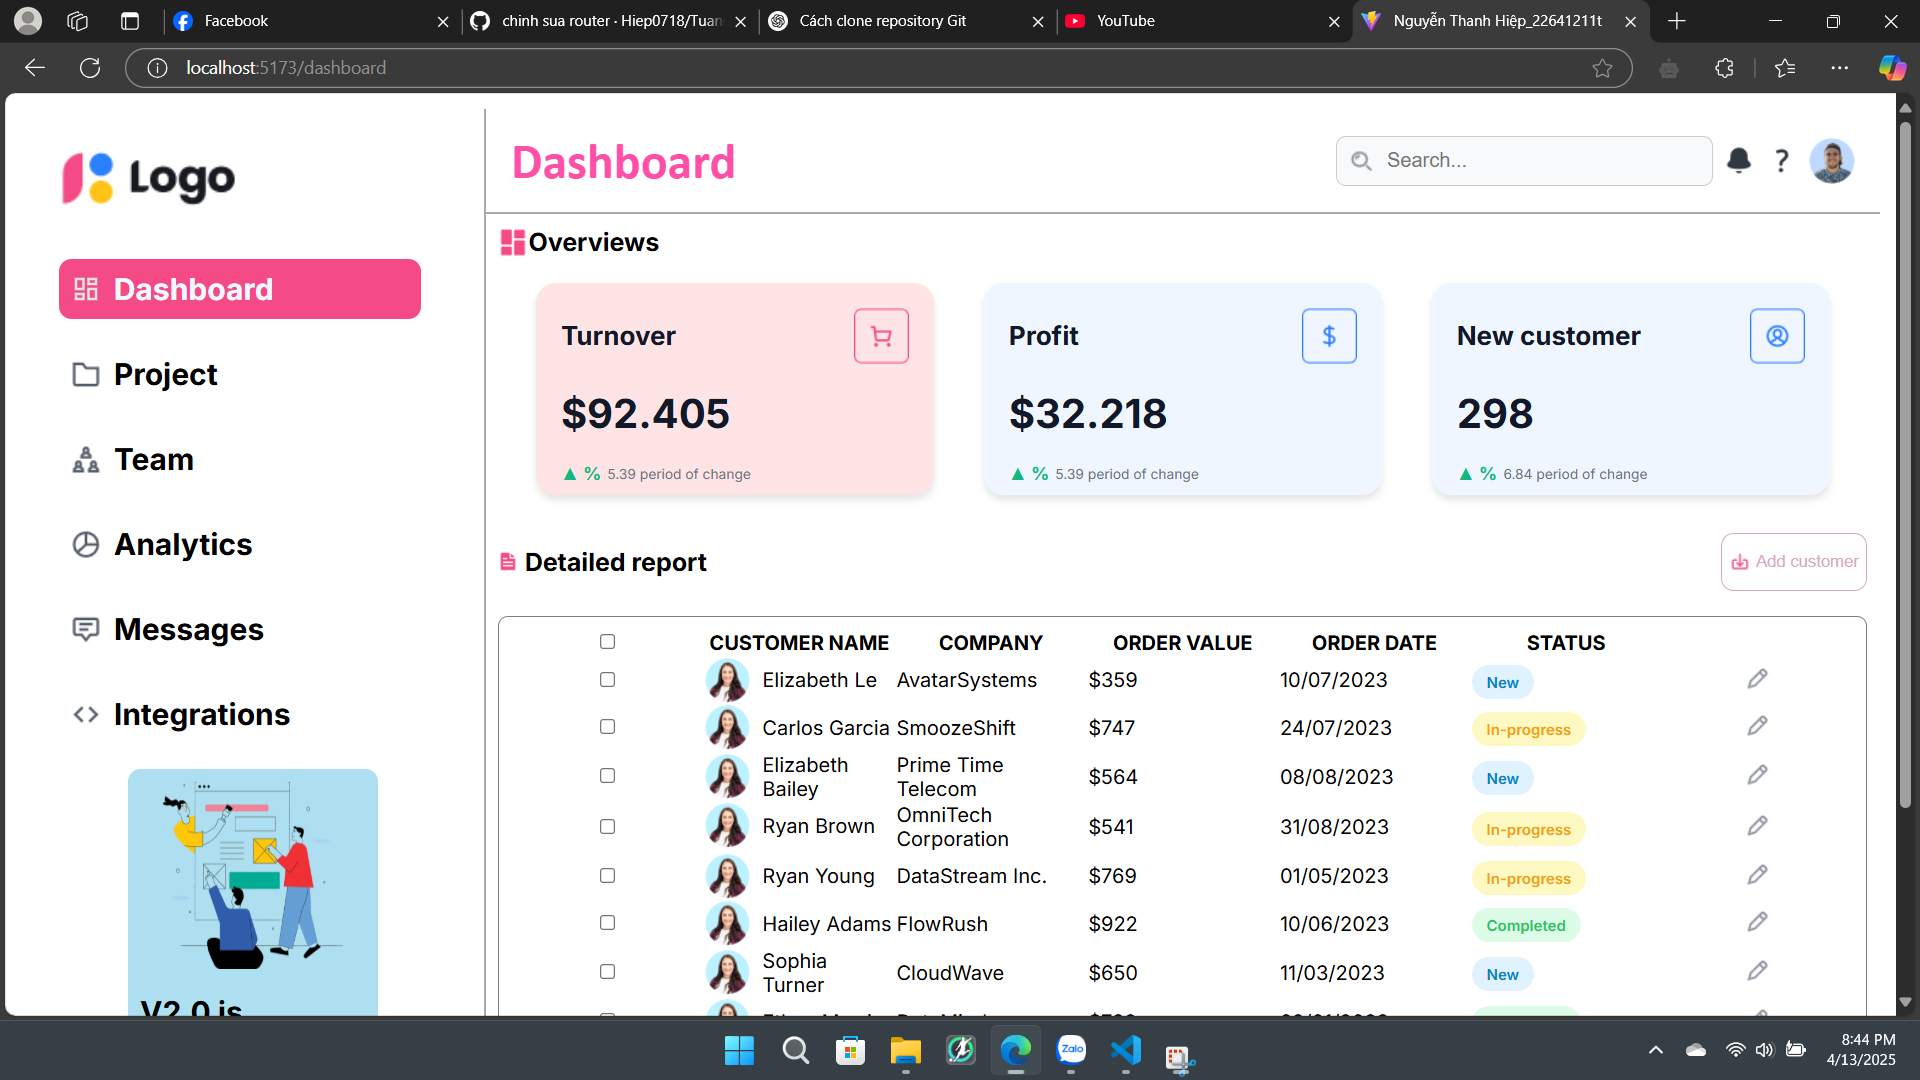 Facebook
chinh sua router · Hiep0718/Tuan
Cách clone repository Git
YouTube
Nguyễn Thanh Hiệp_22641211t
localhost:5173/dashboard
Logo
Dashboard
Search...
Dashboard
Project
Team
Analytics
Messages
Integrations
V2.0 is
Overviews
Turnover
$92.405
▲ % 5.39 period of change
Profit
$
$32.218
▲ % 5.39 period of change
New customer
298
▲ % 6.84 period of change
Detailed report
Add customer
CUSTOMER NAME COMPANY ORDER VALUE ORDER DATE STATUS
Elizabeth Le AvatarSystems $359 10/07/2023 New
Carlos Garcia SmoozeShift $747 24/07/2023 In-progress
Elizabeth Bailey Prime Time Telecom $564 08/08/2023 New
Ryan Brown OmniTech Corporation $541 31/08/2023 In-progress
Ryan Young DataStream Inc. $769 01/05/2023 In-progress
Hailey Adams FlowRush $922 10/06/2023 Completed
Sophia Turner CloudWave $650 11/03/2023 New
Zalo
8:44 PM
4/13/2025